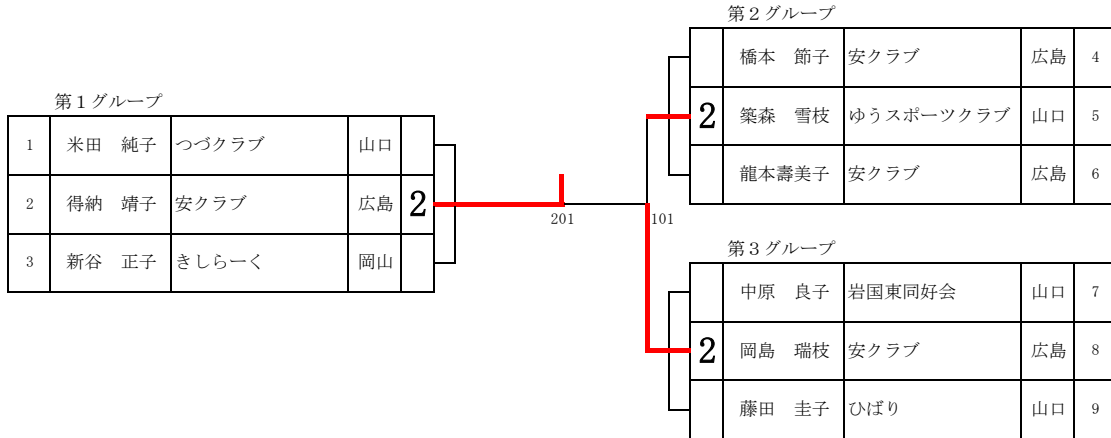 第１グループ
1 米田　純子 つづクラブ 山口
2 得納　靖子 安クラブ 広島 2
3 新谷　正子 きしらーく 岡山
201
101
第２グループ
橋本　節子 安クラブ 広島 4
2 築森　雪枝 ゆうスポーツクラブ 山口 5
龍本壽美子 安クラブ 広島 6
第３グループ
中原　良子 岩国東同好会 山口 7
2 岡島　瑞枝 安クラブ 広島 8
藤田　圭子 ひばり 山口 9